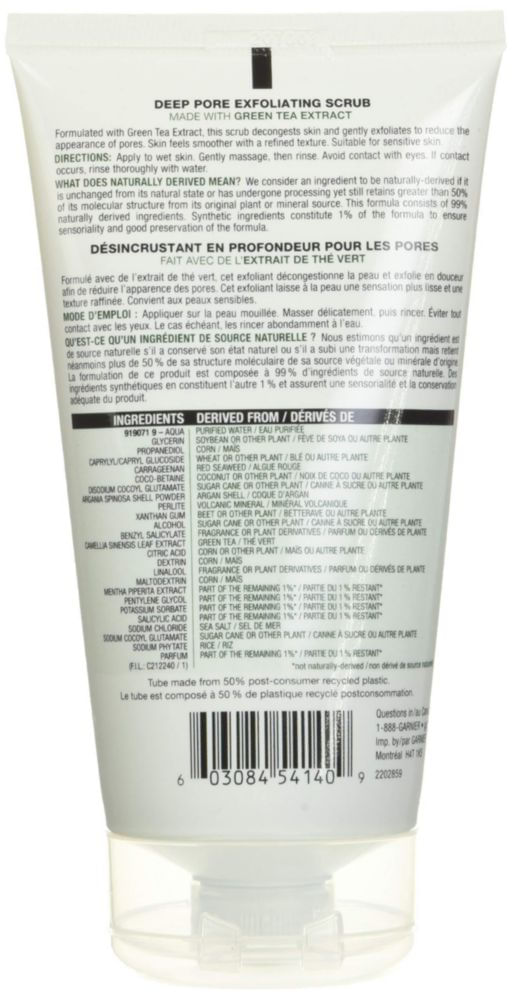 DEEP PORE EXFOLIATING SCRUB
MADE WITH GREEN TEA EXTRACT
Formulated with Green Tea Extract, this scrub decongests skin and gently exfoliates to reduce the
appearance of pores. Skin feels smoother with a refined texture. Suitable for sensitive skin.
DIRECTIONS: Apply to wet skin. Gently massage, then rinse. Avoid contact with eyes. If contact
occurs, rinse thoroughly with water.
WHAT DOES NATURALLY DERIVED MEAN? We consider an ingredient to be naturally-derived if it
is unchanged from its natural state or has undergone processing yet still retains greater than 50%
of its molecular structure from its original plant or mineral source. This formula consists of 99%
naturally derived ingredients. Synthetic ingredients constitute 1% of the formula to ensure
sensoriality and good preservation of the formula.
DÉSINCRUSTANT EN PROFONDEUR POUR LES PORES
FAIT AVEC DE L'EXTRAIT DE THÉ VERT
Formulé avec de l'extrait de thé vert, cet exfoliant décongestionne la peau et exfolie en douceur
afin de réduire l'apparence des pores. Cet exfoliant laisse à la peau une sensation plus lisse et une
texture raffinée. Convient aux peaux sensibles.
MODE D'EMPLOI : Appliquer sur la peau mouillée. Masser délicatement, puis rincer. Éviter tout
contact avec les yeux. Le cas échéant, les rincer abondamment à l'eau.
QU'EST-CE QU'UN INGRÉDIENT DE SOURCE NATURELLE ? Nous estimons qu'un ingrédient est
de source naturelle s'il a conservé son état naturel ou s'il a subi une transformation mais retient
néanmoins plus de 50 % de sa structure moléculaire de sa source végétale ou minérale d'origine.
La formulation de ce produit est composée à 99 % d'ingrédients de source naturelle. Des
ingrédients synthétiques en constituent l'autre 1 % et assurent une sensorialité et la conservation
adéquate du produit.
INGREDIENTS DERIVED FROM / DÉRIVÉS DE
919071 9 – AQUA PURIFIED WATER / EAU PURIFIÉE
GLYCERIN SOYBEAN OR OTHER PLANT / FÈVE DE SOYA OU AUTRE PLANTE
PROPANEDIOL CORN / MAÏS
CAPRYLYL/CAPRYL GLUCOSIDE WHEAT OR OTHER PLANT / BLÉ OU AUTRE PLANTE
CARRAGEENAN RED SEAWEED / ALGUE ROUGE
COCO-BETAINE COCONUT OR OTHER PLANT / NOIX DE COCO OU AUTRE PLANTE
DISODIUM COCOYL GLUTAMATE SUGAR CANE OR OTHER PLANT / CANNE À SUCRE OU AUTRE PLANTE
ARGANIA SPINOSA SHELL POWDER ARGAN SHELL / COQUE D'ARGAN
PERLITE VOLCANIC MINERAL / MINÉRAL VOLCANIQUE
XANTHAN GUM BEET OR OTHER PLANT / BETTERAVE OU AUTRE PLANTE
ALCOHOL SUGAR CANE OR OTHER PLANT / CANNE À SUCRE OU AUTRE PLANTE
BENZYL SALICYLATE FRAGRANCE OR PLANT DERIVATIVES / PARFUM OU DÉRIVÉS DE PLANTE
CAMELLIA SINENSIS LEAF EXTRACT GREEN TEA / THÉ VERT
CITRIC ACID CORN OR OTHER PLANT / MAÏS OU AUTRE PLANTE
DEXTRIN CORN / MAÏS
LINALOOL FRAGRANCE OR PLANT DERIVATIVES / PARFUM OU DÉRIVÉS DE PLANTE
MALTODEXTRIN CORN / MAÏS
MENTHA PIPERITA EXTRACT PART OF THE REMAINING 1%* / PARTIE DU 1 % RESTANT*
PENTYLENE GLYCOL PART OF THE REMAINING 1%* / PARTIE DU 1 % RESTANT*
POTASSIUM SORBATE PART OF THE REMAINING 1%* / PARTIE DU 1 % RESTANT*
SALICYLIC ACID PART OF THE REMAINING 1%* / PARTIE DU 1 % RESTANT*
SODIUM CHLORIDE SEA SALT / SEL DE MER
SODIUM COCOYL GLUTAMATE SUGAR CANE OR OTHER PLANT / CANNE À SUCRE OU AUTRE PLANTE
SODIUM PHYTATE RICE / RIZ
PARFUM PART OF THE REMAINING 1%* / PARTIE DU 1 % RESTANT*
(F.I.L. C212240 / 1) *not naturally-derived / non dérivé de source
Tube made from 50% post-consumer recycled plastic.
Le tube est composé à 50 % de plastique recyclé postconsommation.
Questions in/au
1-888-GARNIER •
Imp. by/par
Montréal H4T 1K5
2202859
6 03084 54140 9